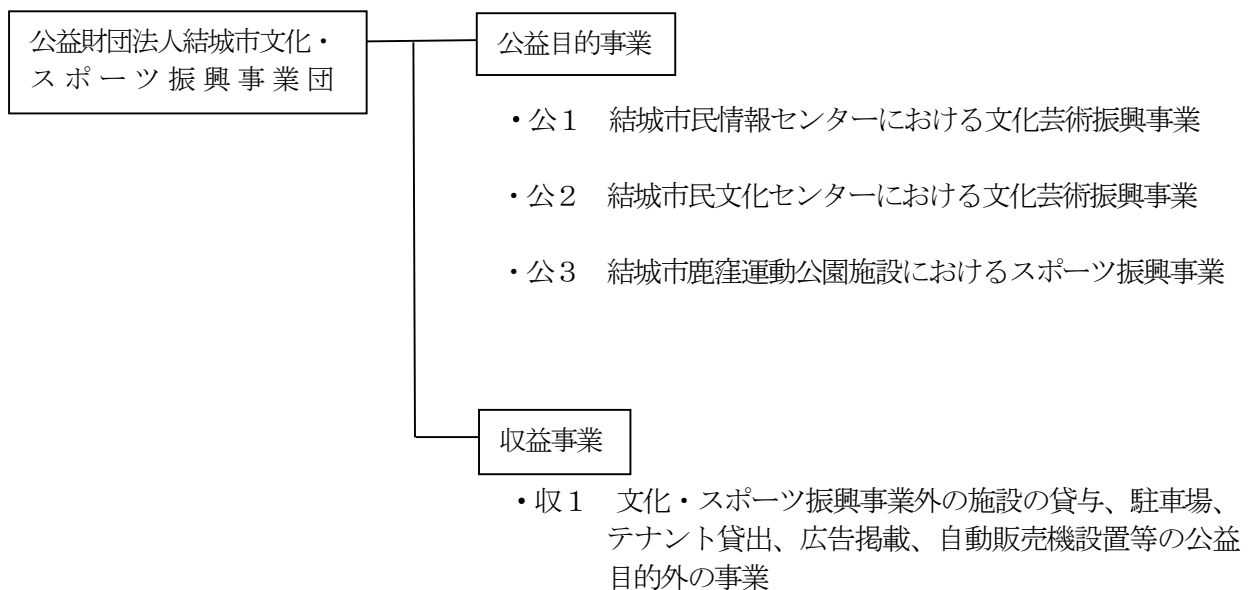 公益財団法人結城市文化・
スポーツ振興事業団
公益目的事業
・公1 結城市民情報センターにおける文化芸術振興事業
・公2 結城市民文化センターにおける文化芸術振興事業
・公3 結城市鹿窪運動公園施設におけるスポーツ振興事業
収益事業
・収1 文化・スポーツ振興事業外の施設の貸与、駐車場、
テナント貸出、広告掲載、自動販売機設置等の公益
目的外の事業